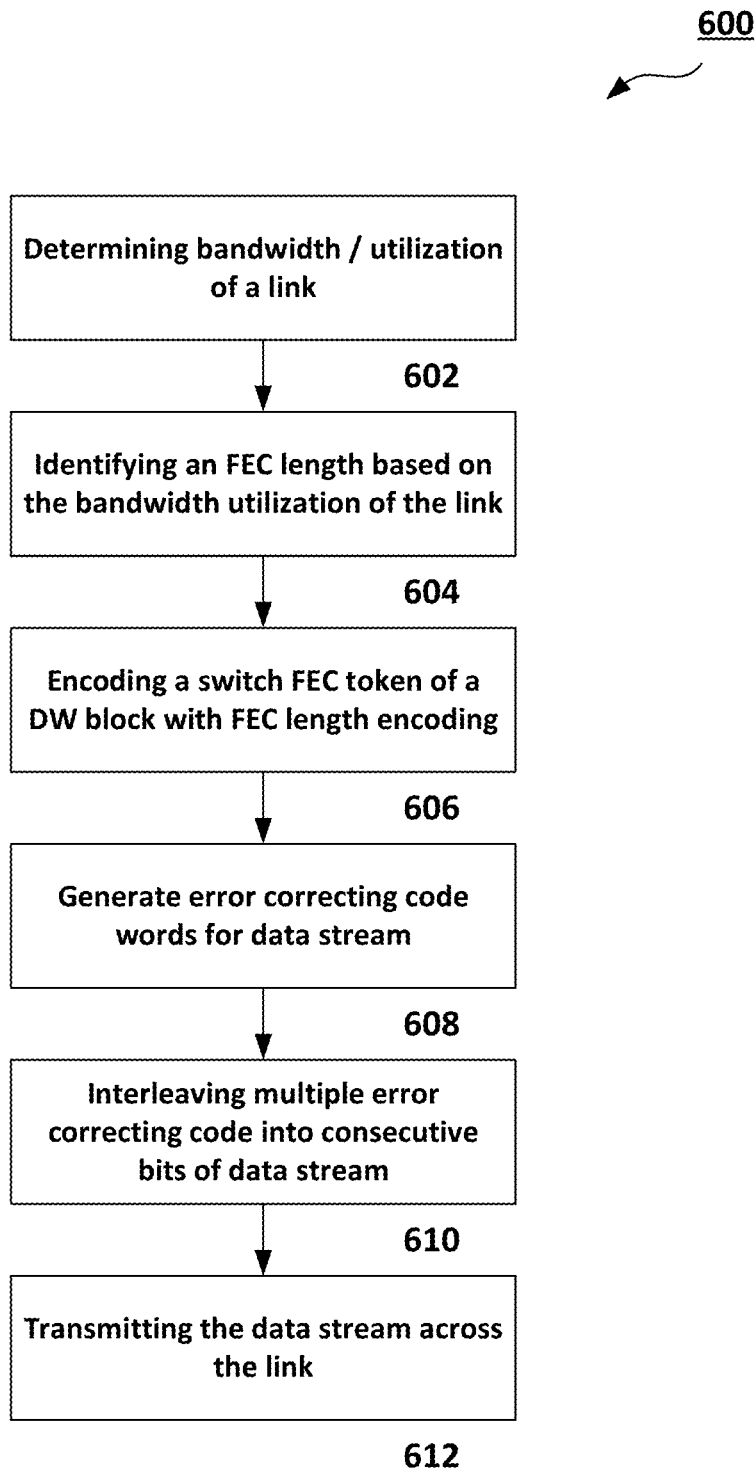 600
Determining bandwidth / utilization
of a link
602
Identifying an FEC length based on
the bandwidth utilization of the link
604
Encoding a switch FEC token of a
DW block with FEC length encoding
606
Generate error correcting code
words for data stream
608
Interleaving multiple error
correcting code into consecutive
bits of data stream
610
Transmitting the data stream across
the link
612